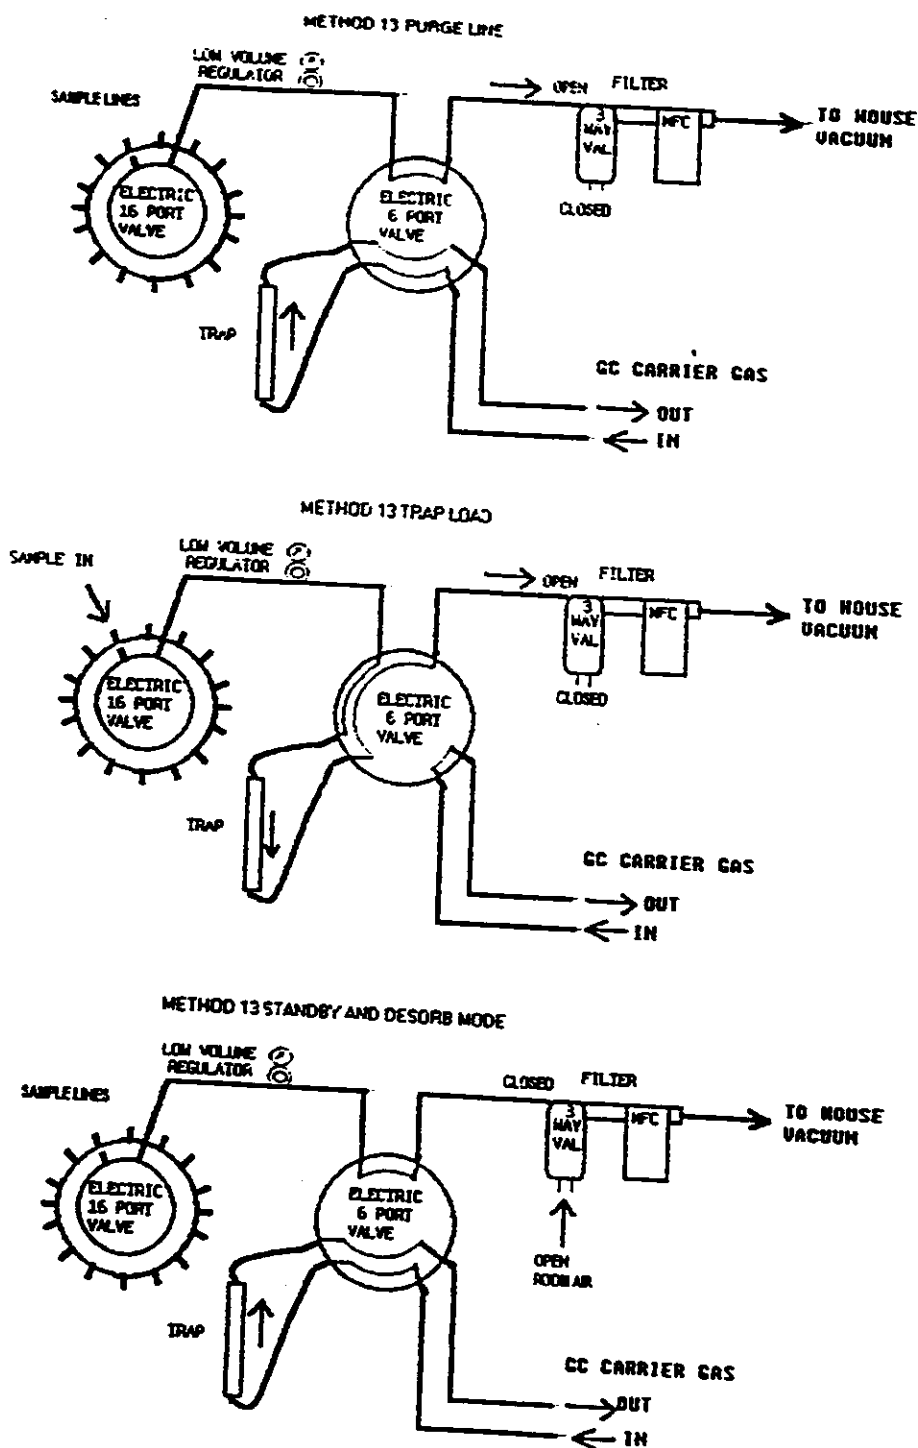 METHOD 13 PURGE LINE
LOW VOLUME
REGULATOR
SAMPLE LINES
OPEN
FILTER
3
WAY
VAL.
MFC
TO HOUSE
VACUUM
CLOSED
ELECTRIC
16 PORT
VALVE
ELECTRIC
6 PORT
VALVE
TRAP
GC CARRIER GAS
OUT
IN
METHOD 13 TRAP LOAD
SAMPLE IN
LOW VOLUME
REGULATOR
OPEN
FILTER
3
WAY
VAL.
MFC
TO HOUSE
VACUUM
CLOSED
ELECTRIC
16 PORT
VALVE
ELECTRIC
6 PORT
VALVE
TRAP
GC CARRIER GAS
OUT
IN
METHOD 13 STANDBY AND DESORB MODE
LOW VOLUME
REGULATOR
SAMPLE LINES
CLOSED
FILTER
3
WAY
VAL.
MFC
TO HOUSE
VACUUM
ELECTRIC
16 PORT
VALVE
ELECTRIC
6 PORT
VALVE
OPEN
ROOM AIR
TRAP
GC CARRIER GAS
OUT
IN